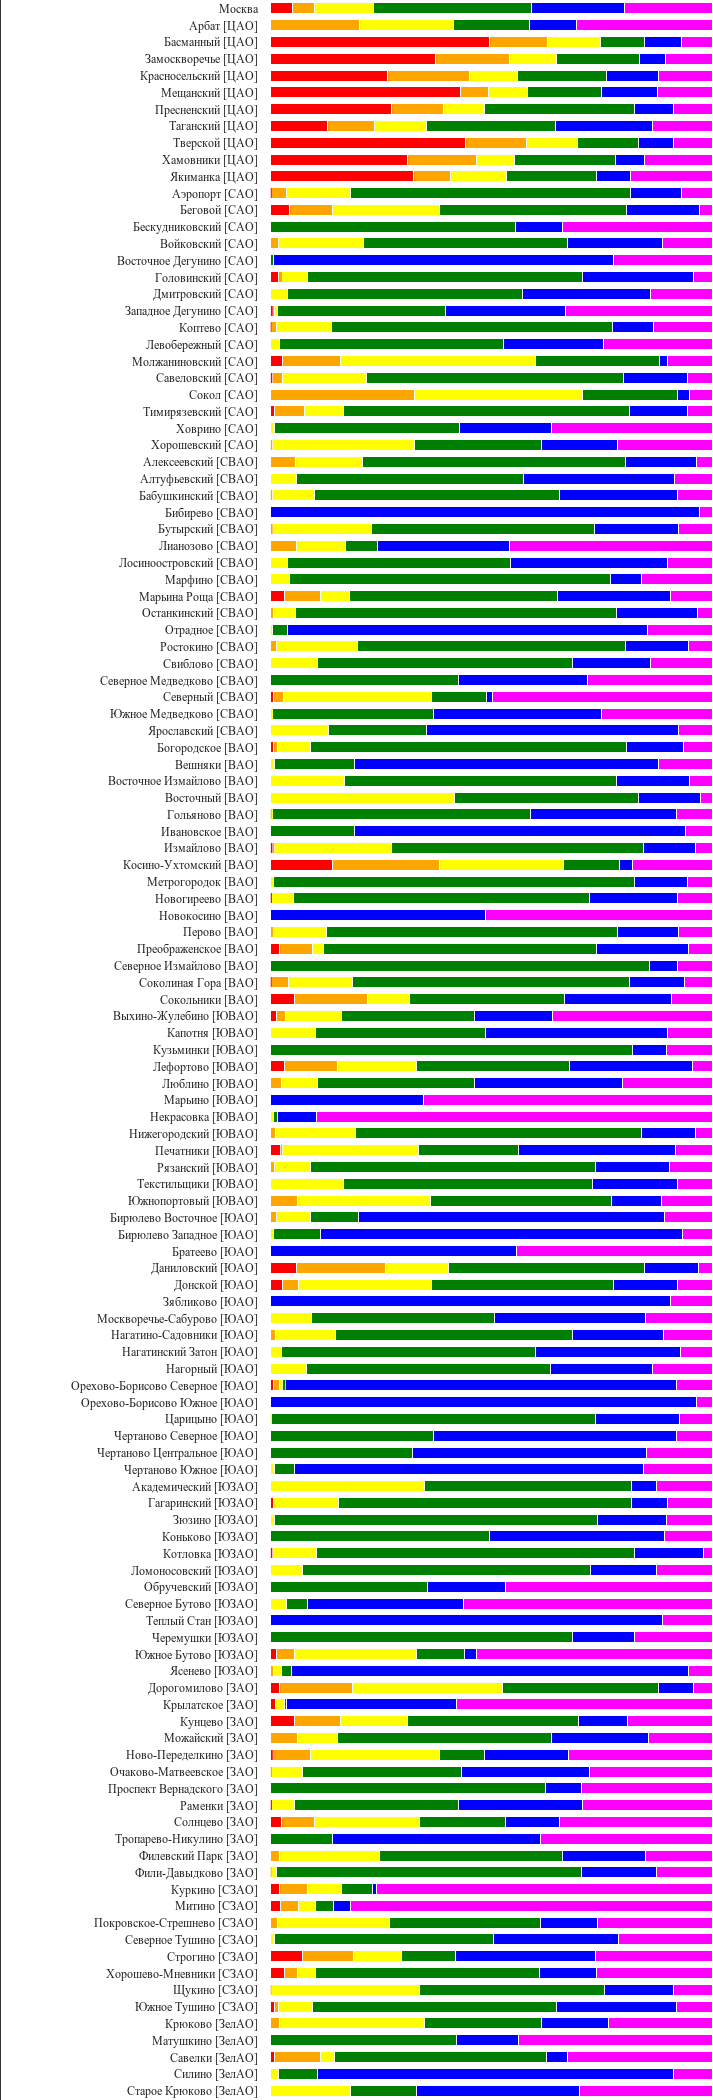 Москва
Арбат [ЦАО]
Басманный [ЦАО]
Замоскворечье [ЦАО]
Красносельский [ЦАО]
Мещанский [ЦАО]
Пресненский [ЦАО]
Таганский [ЦАО]
Тверской [ЦАО]
Хамовники [ЦАО]
Якиманка [ЦАО]
Аэропорт [САО]
Беговой [САО]
Бескудниковский [САО]
Войковский [САО]
Восточное Дегунино [САО]
Головинский [САО]
Дмитровский [САО]
Западное Дегунино [САО]
Коптево [САО]
Левобережный [САО]
Молжаниновский [САО]
Савеловский [САО]
Сокол [САО]
Тимирязевский [САО]
Ховрино [САО]
Хорошевский [САО]
Алексеевский [СВАО]
Алтуфьевский [СВАО]
Бабушкинский [СВАО]
Бибирево [СВАО]
Бутырский [СВАО]
Лианозово [СВАО]
Лосиноостровский [СВАО]
Марфино [СВАО]
Марьина Роща [СВАО]
Останкинский [СВАО]
Отрадное [СВАО]
Ростокино [СВАО]
Свиблово [СВАО]
Северное Медведково [СВАО]
Северный [СВАО]
Южное Медведково [СВАО]
Ярославский [СВАО]
Богородское [ВАО]
Вешняки [ВАО]
Восточное Измайлово [ВАО]
Восточный [ВАО]
Гольяново [ВАО]
Ивановское [ВАО]
Измайлово [ВАО]
Косино-Ухтомский [ВАО]
Метрогородок [ВАО]
Новогиреево [ВАО]
Новокосино [ВАО]
Перово [ВАО]
Преображенское [ВАО]
Северное Измайлово [ВАО]
Соколиная Гора [ВАО]
Сокольники [ВАО]
Выхино-Жулебино [ЮВАО]
Капотня [ЮВАО]
Кузьминки [ЮВАО]
Лефортово [ЮВАО]
Люблино [ЮВАО]
Марьино [ЮВАО]
Некрасовка [ЮВАО]
Нижегородский [ЮВАО]
Печатники [ЮВАО]
Рязанский [ЮВАО]
Текстильщики [ЮВАО]
Южнопортовый [ЮВАО]
Бирюлево Восточное [ЮАО]
Бирюлево Западное [ЮАО]
Братеево [ЮАО]
Даниловский [ЮАО]
Донской [ЮАО]
Зябликово [ЮАО]
Москворечье-Сабурово [ЮАО]
Нагатино-Садовники [ЮАО]
Нагатинский Затон [ЮАО]
Нагорный [ЮАО]
Орехово-Борисово Северное [ЮАО]
Орехово-Борисово Южное [ЮАО]
Царицыно [ЮАО]
Чертаново Северное [ЮАО]
Чертаново Центральное [ЮАО]
Чертаново Южное [ЮАО]
Академический [ЮЗАО]
Гагаринский [ЮЗАО]
Зюзино [ЮЗАО]
Коньково [ЮЗАО]
Котловка [ЮЗАО]
Ломоносовский [ЮЗАО]
Обручевский [ЮЗАО]
Северное Бутово [ЮЗАО]
Теплый Стан [ЮЗАО]
Черемушки [ЮЗАО]
Южное Бутово [ЮЗАО]
Ясенево [ЮЗАО]
Дорогомилово [ЗАО]
Крылатское [ЗАО]
Кунцево [ЗАО]
Можайский [ЗАО]
Ново-Переделкино [ЗАО]
Очаково-Матвеевское [ЗАО]
Проспект Вернадского [ЗАО]
Раменки [ЗАО]
Солнцево [ЗАО]
Тропарево-Никулино [ЗАО]
Филевский Парк [ЗАО]
Фили-Давыдково [ЗАО]
Куркино [СЗАО]
Митино [СЗАО]
Покровское-Стрешнево [СЗАО]
Северное Тушино [СЗАО]
Строгино [СЗАО]
Хорошево-Мневники [СЗАО]
Щукино [СЗАО]
Южное Тушино [СЗАО]
Крюково [ЗелАО]
Матушкино [ЗелАО]
Савелки [ЗелАО]
Силино [ЗелАО]
Старое Крюково [ЗелАО]